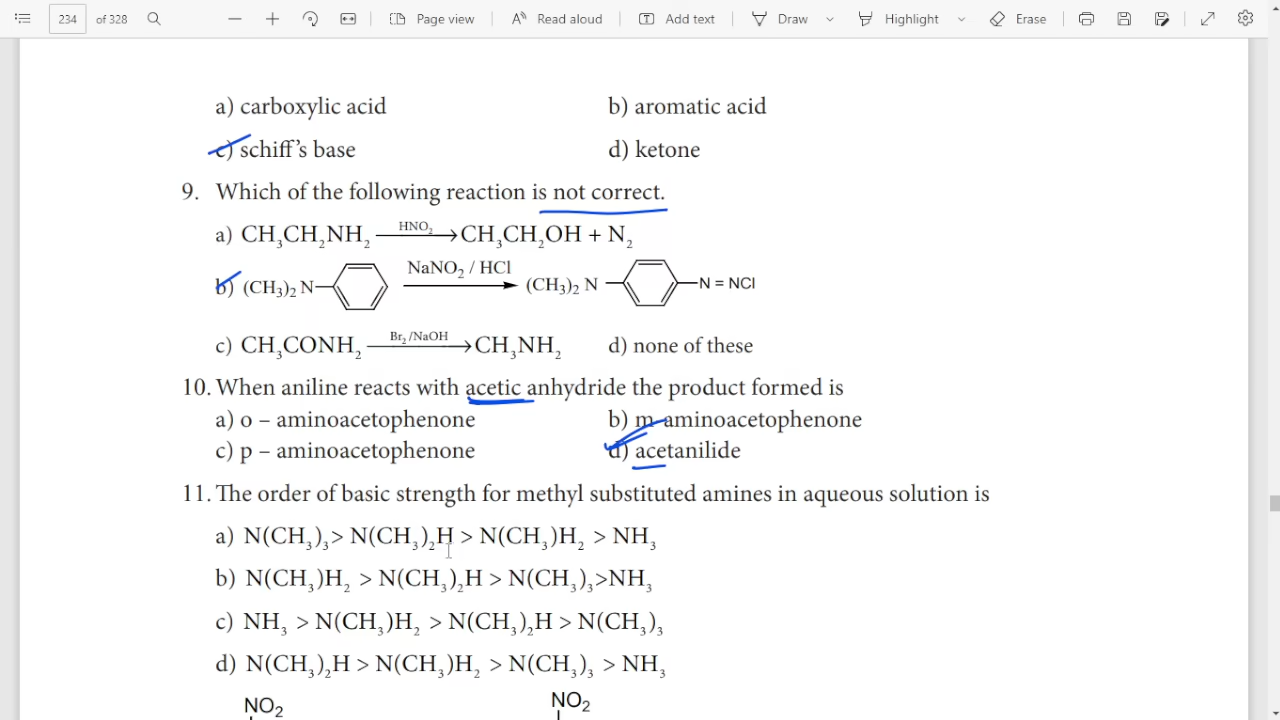 234 of 328 Page view Read aloud Add text Draw Highlight Erase
a) carboxylic acid b) aromatic acid
c) schiff's base d) ketone
9. Which of the following reaction is not correct.
a) CH₃CH₂NH₂ HNO₂ CH₃CH₂OH + N₂
b) (CH₃)₂ N NaNO₂ / HCl (CH₃)₂ N N = NCl
c) CH₃CONH₂ Br₂ /NaOH CH₃NH₂ d) none of these
10. When aniline reacts with acetic anhydride the product formed is
a) o – aminoacetophenone b) m-aminoacetophenone
c) p – aminoacetophenone d) acetanilide
11. The order of basic strength for methyl substituted amines in aqueous solution is
a) N(CH₃)₃> N(CH₃)₂H > N(CH₃)H₂ > NH₃
b) N(CH₃)H₂ > N(CH₃)₂H > N(CH₃)₃>NH₃
c) NH₃ > N(CH₃)H₂ > N(CH₃)₂H > N(CH₃)₃
d) N(CH₃)₂H > N(CH₃)H₂ > N(CH₃)₃ > NH₃
NO₂ NO₂